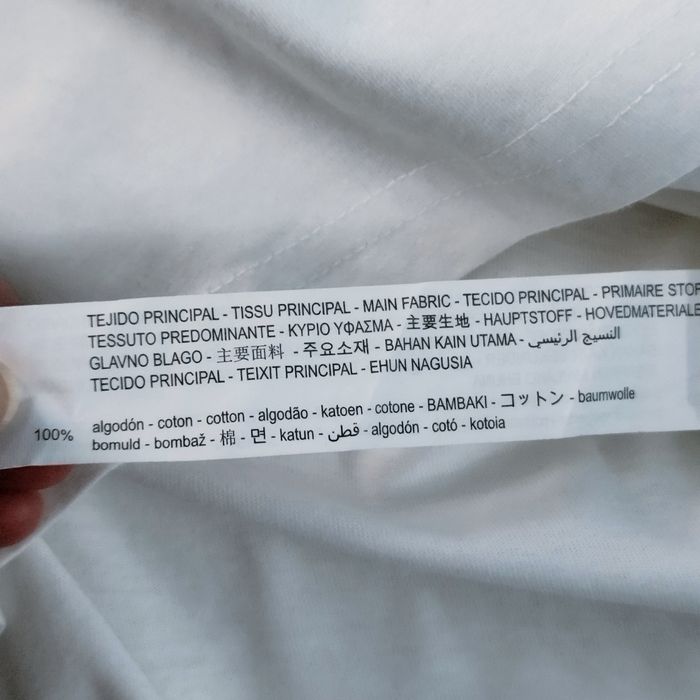 TEJIDO PRINCIPAL - TISSU PRINCIPAL - MAIN FABRIC - TECIDO PRINCIPAL - PRIMAIRE STOF
TESSUTO PREDOMINANTE - ΚΥΡΙΟ ΥΦΑΣΜΑ - 主要生地 - HAUPTSTOFF - HOVEDMATERIALE
GLAVNO BLAGO - 主要面料 - 주요소재 - BAHAN KAIN UTAMA - النسيج الرئيسي
TECIDO PRINCIPAL - TEIXIT PRINCIPAL - EHUN NAGUSIA
100% algodón - coton - cotton - algodão - katoen - cotone - BAMBAKI - コットン - baumwolle
bomuld - bombaž - 棉 - 면 - katun - قطن - algodón - cotó - kotoia